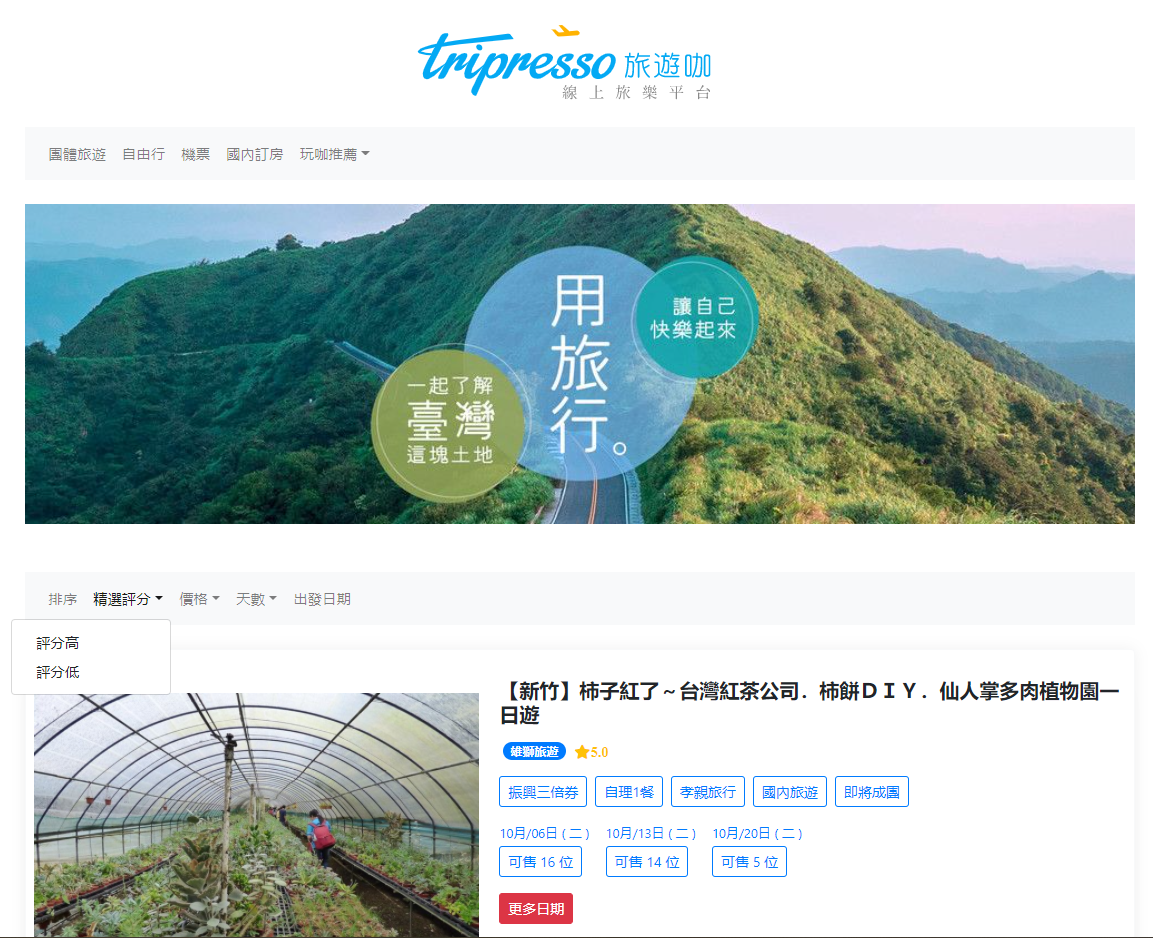 tripresso 旅遊咖
線上旅樂平台
團體旅遊 自由行 機票 國內訂房 玩咖推薦
用旅行。
讓自己
快樂起來
一起了解
臺灣
這塊土地
排序 精選評分 價格 天數 出發日期
評分高
評分低
【新竹】柿子紅了～台灣紅茶公司．柿餅ＤＩＹ．仙人掌多肉植物園一
日遊
雄獅旅遊 5.0
振興三倍券 自理1餐 孝親旅行 國內旅遊 即將成團
10月/06日 ( 二 ) 10月/13日 ( 二 ) 10月/20日 ( 二 )
可售 16 位 可售 14 位 可售 5 位
更多日期